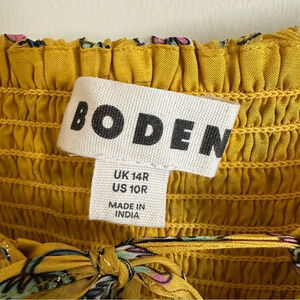 BODEN
UK 14R
US 10R
MADE IN
INDIA